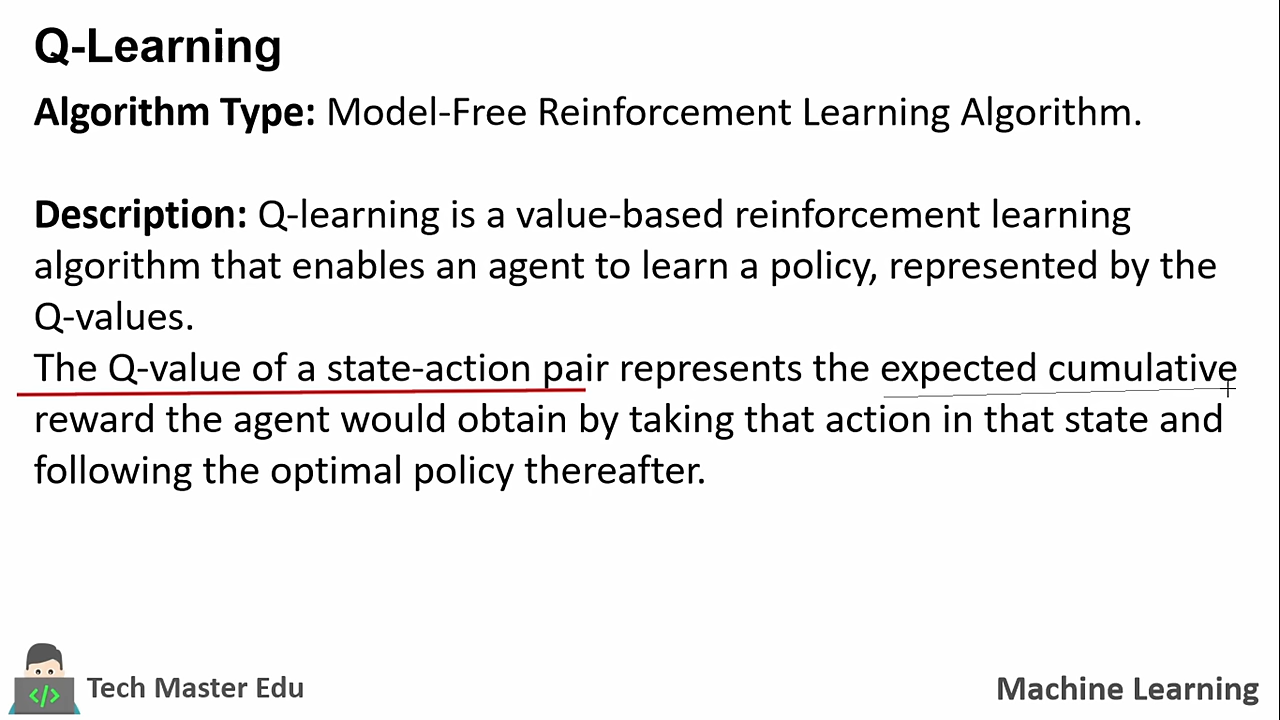 Q-Learning
Algorithm Type: Model-Free Reinforcement Learning Algorithm.
Description: Q-learning is a value-based reinforcement learning
algorithm that enables an agent to learn a policy, represented by the
Q-values.
The Q-value of a state-action pair represents the expected cumulative
reward the agent would obtain by taking that action in that state and
following the optimal policy thereafter.
</>
Tech Master Edu
Machine Learning